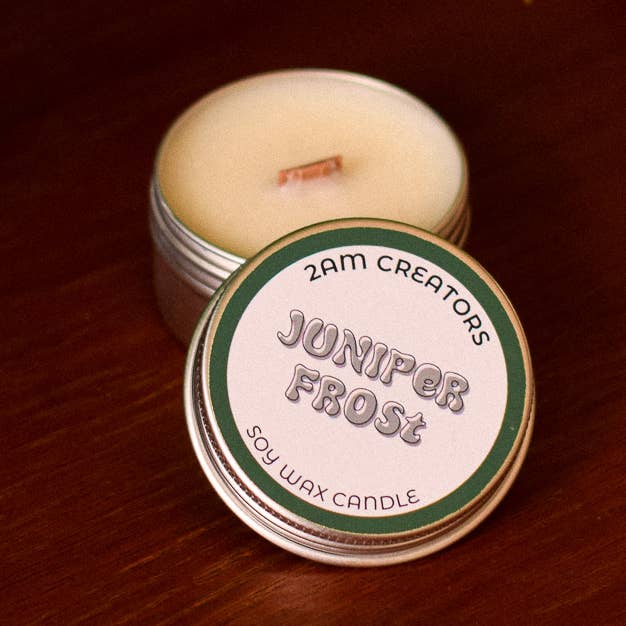 2AM CREATORS
JUNIPER
FROSt
SOY WAX CANDLE